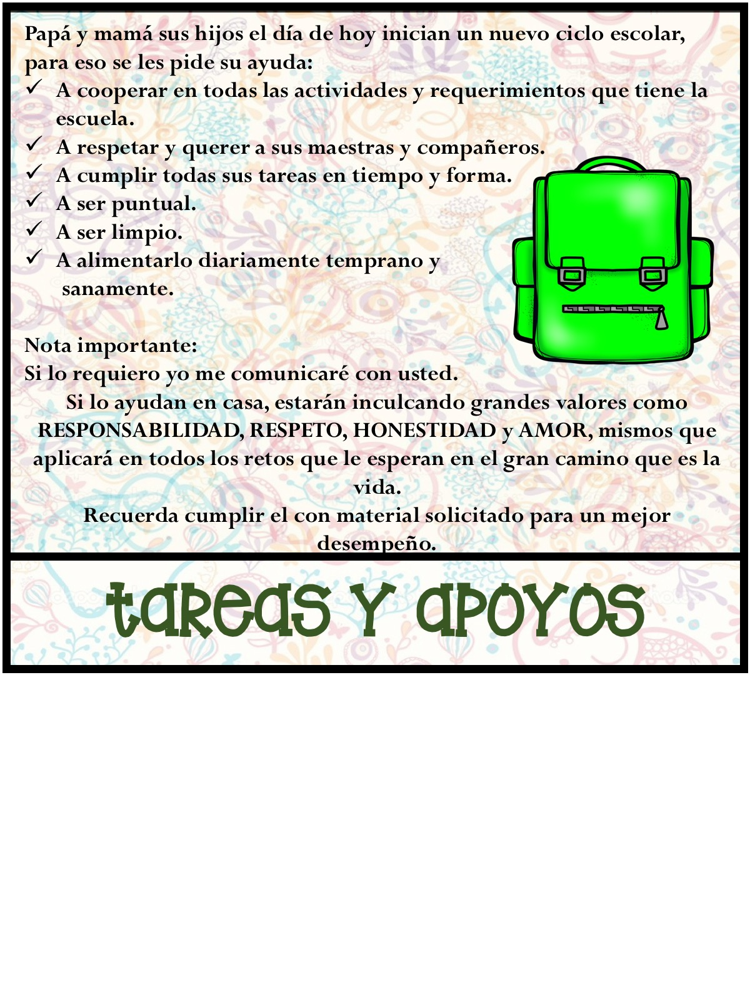 Papá y mamá sus hijos el día de hoy inician un nuevo ciclo escolar,
para eso se les pide su ayuda:
✓ A cooperar en todas las actividades y requerimientos que tiene la
escuela.
✓ A respetar y querer a sus maestras y compañeros.
✓ A cumplir todas sus tareas en tiempo y forma.
✓ A ser puntual.
✓ A ser limpio.
✓ A alimentarlo diariamente temprano y
sanamente.
Nota importante:
Si lo requiero yo me comunicaré con usted.
Si lo ayudan en casa, estarán inculcando grandes valores como
RESPONSABILIDAD, RESPETO, HONESTIDAD y AMOR, mismos que
aplicará en todos los retos que le esperan en el gran camino que es la
vida.
Recuerda cumplir el con material solicitado para un mejor
desempeño.
tareas y apoyos